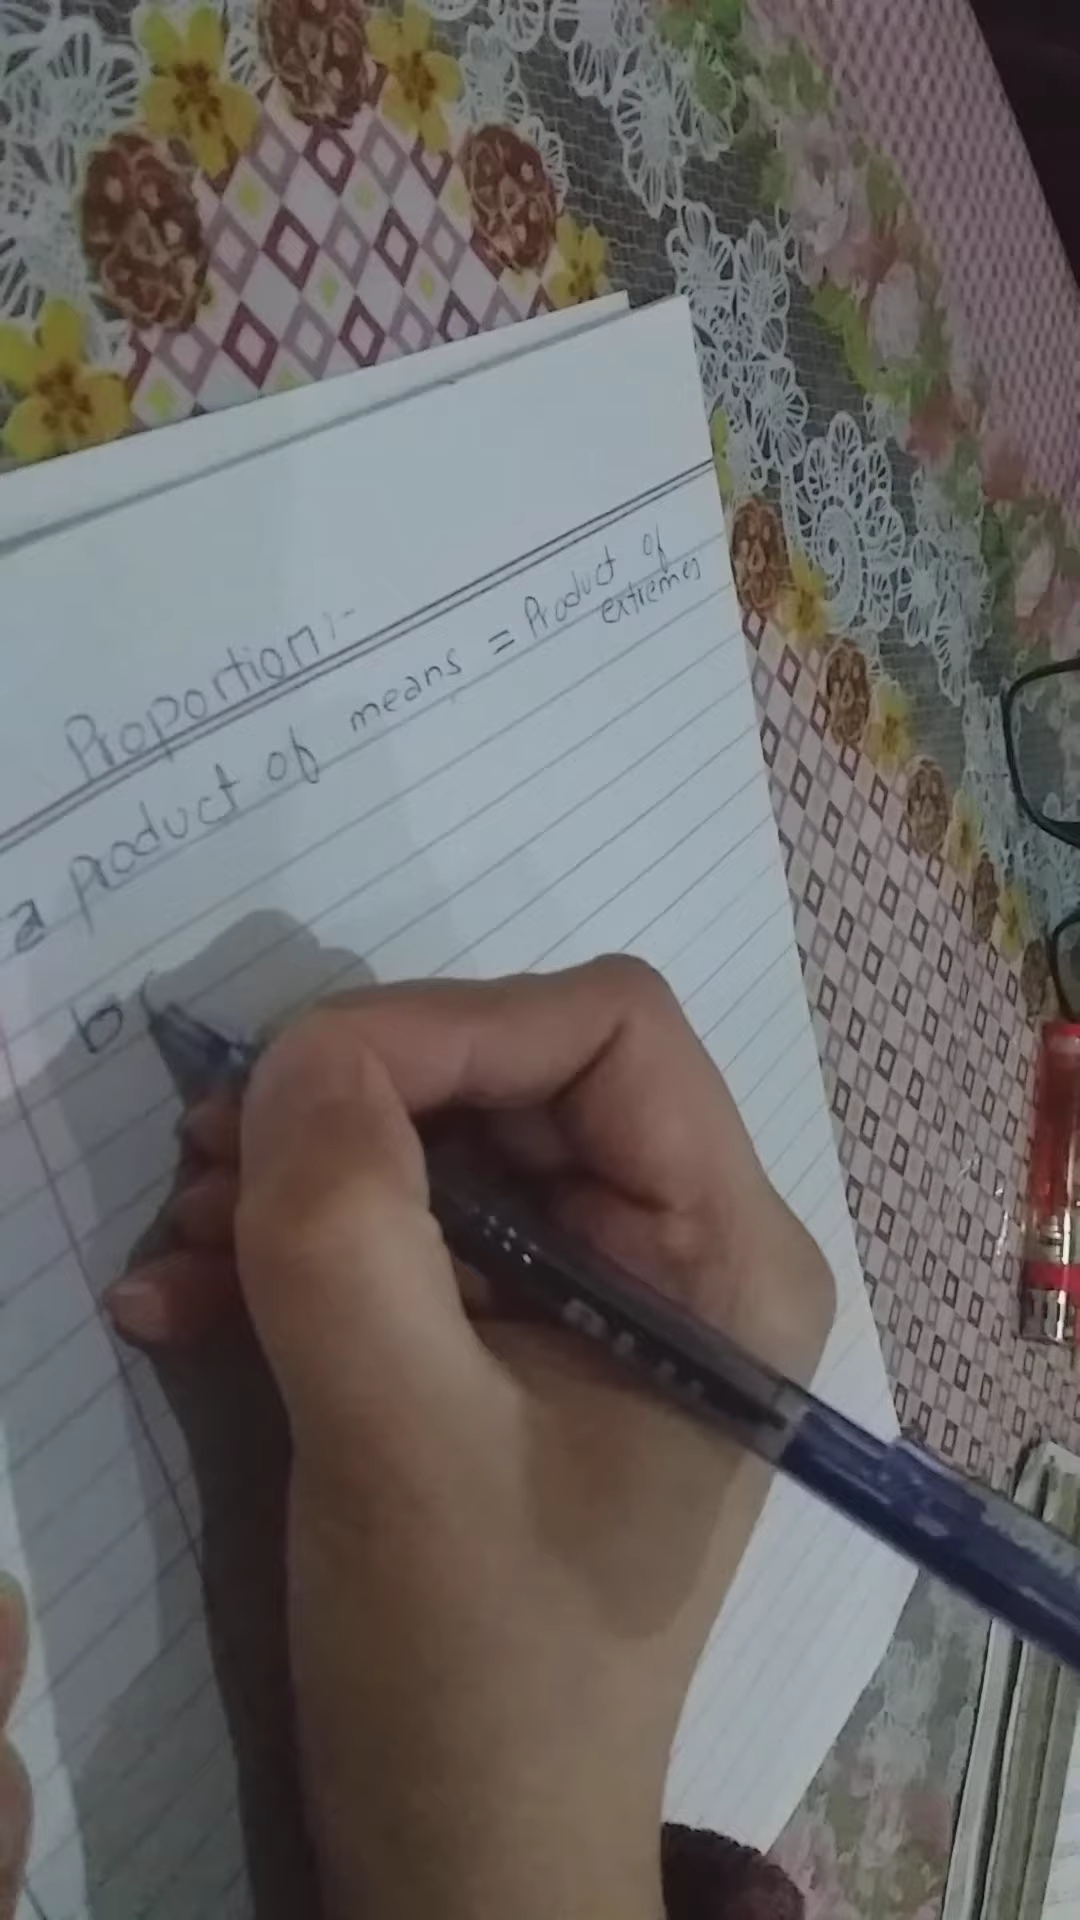 Proportion:-
a product of means = Product of
extremes
b